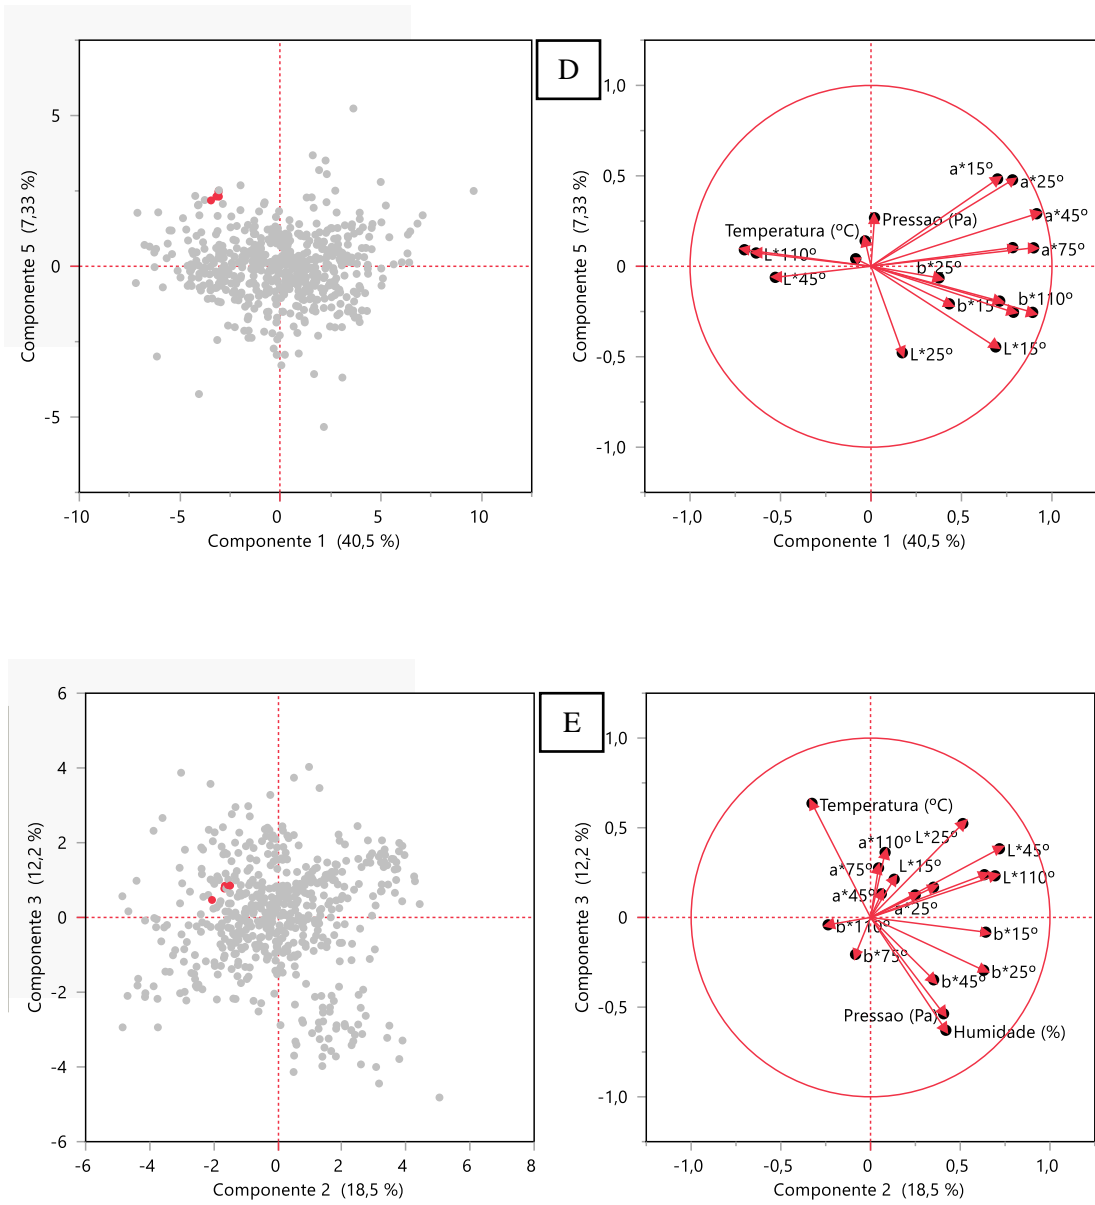 D
5
0
-5
-10
-5
0
5
10
Componente 5 (7,33 %)
Componente 1 (40,5 %)
1,0
0,5
0
-0,5
-1,0
-1,0
-0,5
0
0,5
1,0
Componente 5 (7,33 %)
Componente 1 (40,5 %)
a*15º
a*25º
a*45º
Pressao (Pa)
Temperatura (ºC)
a*75º
L*110º
b*25º
L*45º
b*110º
b*15º
L*15º
L*25º
E
6
4
2
0
-2
-4
-6
-6
-4
-2
0
2
4
6
8
Componente 3 (12,2 %)
Componente 2 (18,5 %)
1,0
0,5
0
-0,5
-1,0
-1,0
-0,5
0
0,5
1,0
Componente 3 (12,2 %)
Componente 2 (18,5 %)
Temperatura (ºC)
a*110º
L*25º
L*45º
a*75º
L*15º
L*110º
a*45º
a*25º
b*110º
b*15º
b*75º
b*25º
b*45º
Pressao (Pa)
Humidade (%)